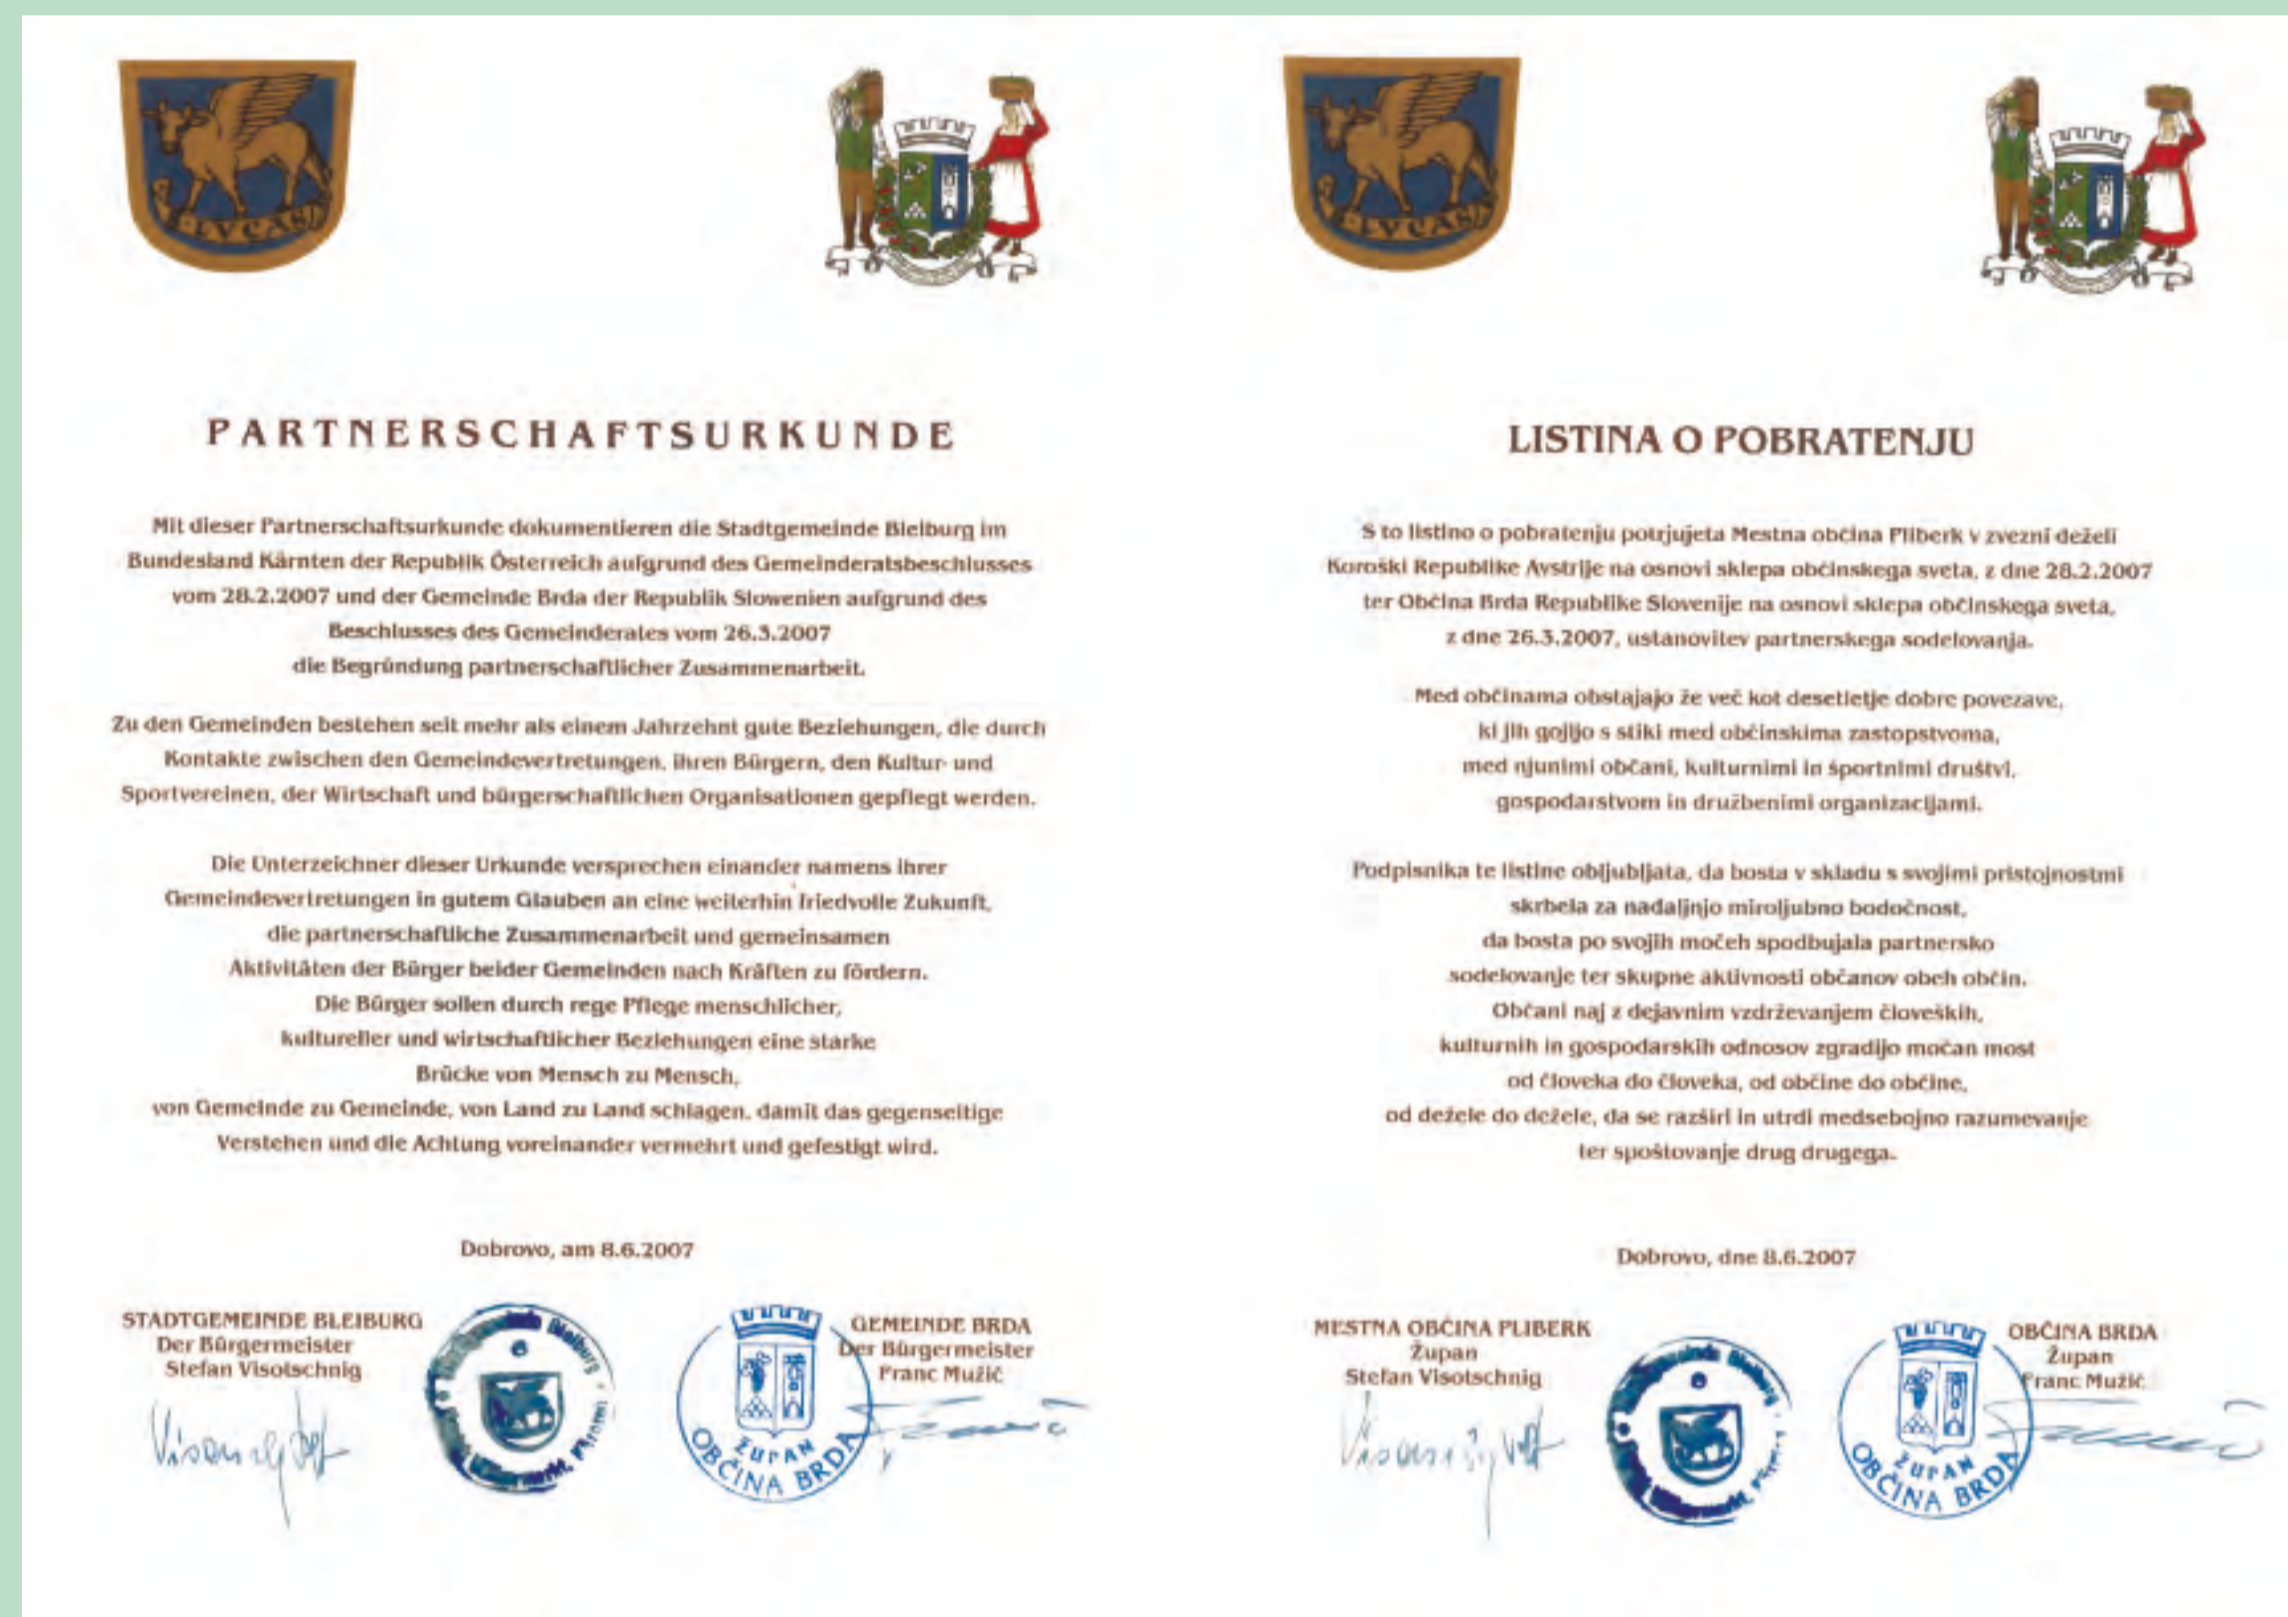 LVCAS
PARTNERSCHAFTSURKUNDE
Mit dieser Partnerschaftsurkunde dokumentieren die Stadtgemeinde Bleiburg im
Bundesland Kärnten der Republik Österreich aufgrund des Gemeinderatsbeschlusses
vom 28.2.2007 und der Gemeinde Brda der Republik Slowenien aufgrund des
Beschlusses des Gemeinderates vom 26.3.2007
die Begründung partnerschaftlicher Zusammenarbeit.
Zu den Gemeinden bestehen seit mehr als einem Jahrzehnt gute Beziehungen, die durch
Kontakte zwischen den Gemeindevertretungen, ihren Bürgern, den Kultur- und
Sportvereinen, der Wirtschaft und bürgerschaftlichen Organisationen gepflegt werden.
Die Unterzeichner dieser Urkunde versprechen einander namens ihrer
Gemeindevertretungen in gutem Glauben an eine weiterhin friedvolle Zukunft,
die partnerschaftliche Zusammenarbeit und gemeinsamen
Aktivitäten der Bürger beider Gemeinden nach Kräften zu fördern.
Die Bürger sollen durch rege Pflege menschlicher,
kultureller und wirtschaftlicher Beziehungen eine starke
Brücke von Mensch zu Mensch,
von Gemeinde zu Gemeinde, von Land zu Land schlagen, damit das gegenseitige
Verstehen und die Achtung voreinander vermehrt und gefestigt wird.
Dobrovo, am 8.6.2007
STADTGEMEINDE BLEIBURG
Der Bürgermeister
Stefan Visotschnig
Bleiburg
ŽUPAN
OBČINA BRDA
GEMEINDE BRDA
Der Bürgermeister
Franc Mužič
LVCAS
LISTINA O POBRATENJU
S to listino o pobratenju potrjujeta Mestna občina Pliberk v zvezni deželi
Koroški Republike Avstrije na osnovi sklepa občinskega sveta, z dne 28.2.2007
ter Občina Brda Republike Slovenije na osnovi sklepa občinskega sveta,
z dne 26.3.2007, ustanovitev partnerskega sodelovanja.
Med občinama obstajajo že več kot desetletje dobre povezave,
ki jih gojijo s stiki med občinskima zastopstvoma,
med njunimi občani, kulturnimi in športnimi društvi,
gospodarstvom in družbenimi organizacijami.
Podpisnika te listine obljubljata, da bosta v skladu s svojimi pristojnostmi
skrbela za nadaljnjo miroljubno bodočnost,
da bosta po svojih močeh spodbujala partnersko
sodelovanje ter skupne aktivnosti občanov obeh občin.
Občani naj z dejavnim vzdrževanjem človeških,
kulturnih in gospodarskih odnosov zgradijo močan most
od človeka do človeka, od občine do občine,
od dežele do dežele, da se razširi in utrdi medsebojno razumevanje
ter spoštovanje drug drugega.
Dobrovo, dne 8.6.2007
MESTNA OBČINA PLIBERK
Župan
Stefan Visotschnig
Bleiburg
ŽUPAN
OBČINA BRDA
OBČINA BRDA
Župan
Franc Mužič